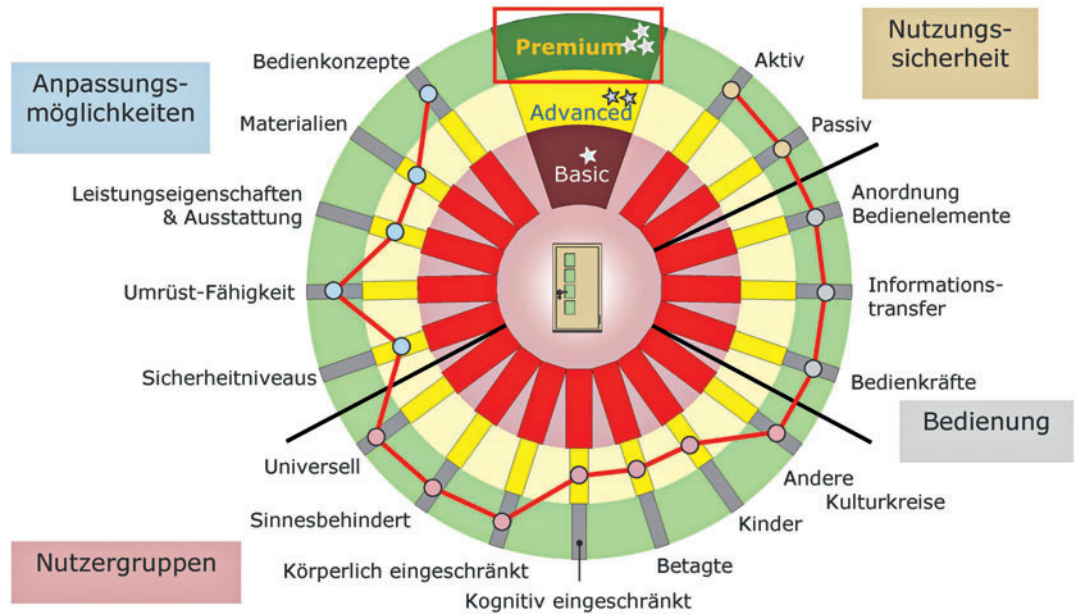 Premium
Advanced
Basic
Anpassungs-
möglichkeiten
Bedienkonzepte
Materialien
Leistungseigenschaften
& Ausstattung
Umrüst-Fähigkeit
Sicherheitniveaus
Nutzungs-
sicherheit
Aktiv
Passiv
Anordnung
Bedienelemente
Informations-
transfer
Bedienkräfte
Bedienung
Andere
Kulturkreise
Kinder
Betagte
Kognitiv eingeschränkt
Körperlich eingeschränkt
Sinnesbehindert
Universell
Nutzergruppen